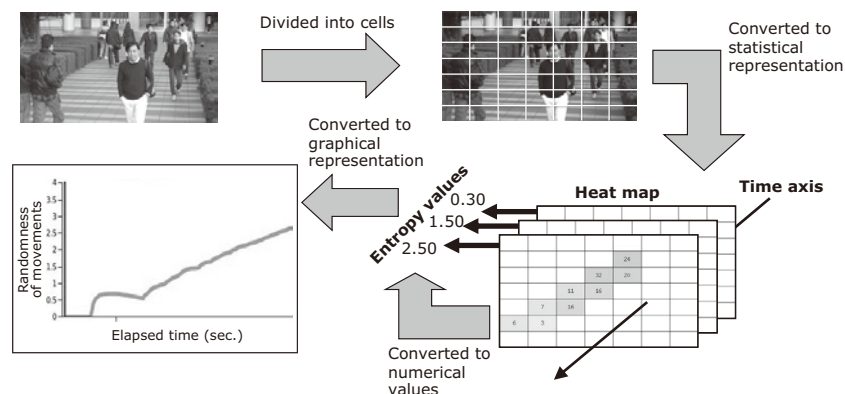 Divided into cells
Converted to
statistical
representation
Converted to
graphical
representation
Entropy values
0.30
1.50
2.50
Heat map
Time axis
24
32 20
11 16
7 16
6 3
Converted to
numerical
values
Randomness
of movements
4
3.5
3
2.5
2
1.5
1
0.5
0
Elapsed time (sec.)